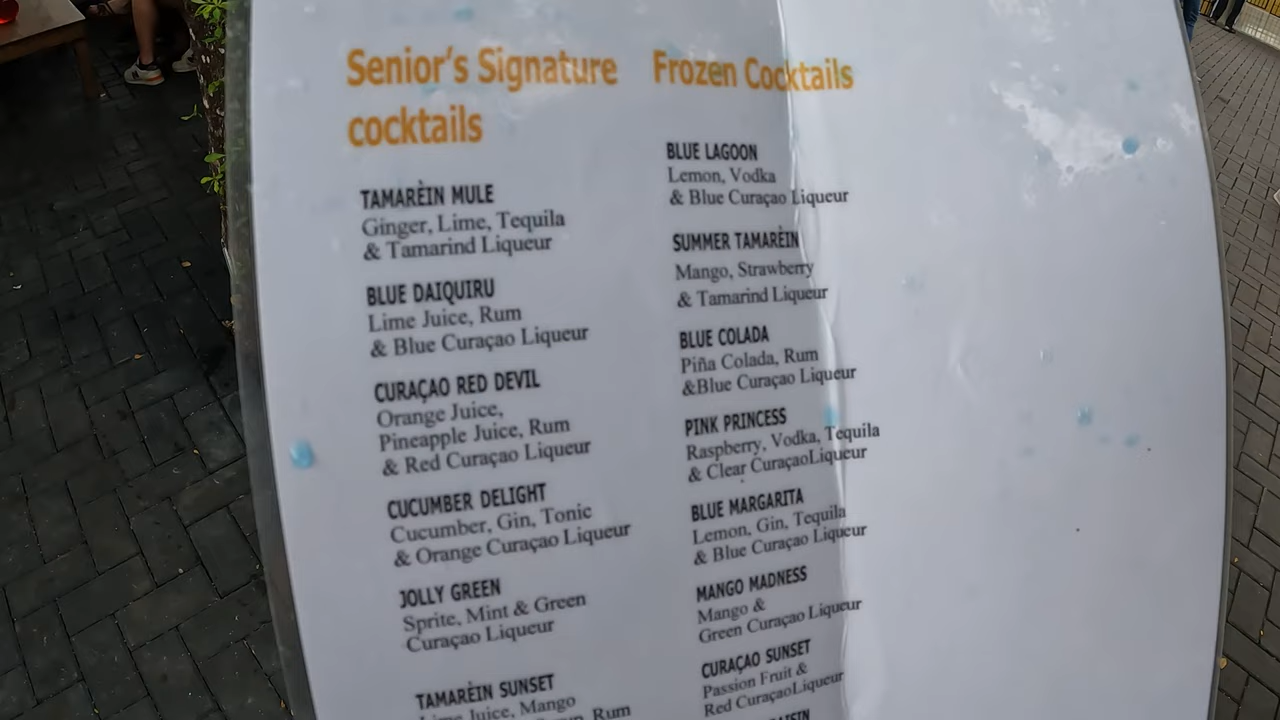 Senior's Signature
cocktails
TAMARÈIN MULE
Ginger, Lime, Tequila
& Tamarind Liqueur
BLUE DAIQUIRU
Lime Juice, Rum
& Blue Curaçao Liqueur
CURAÇAO RED DEVIL
Orange Juice,
Pineapple Juice, Rum
& Red Curaçao Liqueur
CUCUMBER DELIGHT
Cucumber, Gin, Tonic
& Orange Curaçao Liqueur
JOLLY GREEN
Sprite, Mint & Green
Curaçao Liqueur
TAMARÈIN SUNSET
Lime Juice, Mango
Rum
Frozen Cocktails
BLUE LAGOON
Lemon, Vodka
& Blue Curaçao Liqueur
SUMMER TAMARÈIN
Mango, Strawberry
& Tamarind Liqueur
BLUE COLADA
Piña Colada, Rum
&Blue Curaçao Liqueur
PINK PRINCESS
Raspberry, Vodka, Tequila
& Clear CuraçaoLiqueur
BLUE MARGARITA
Lemon, Gin, Tequila
& Blue Curaçao Liqueur
MANGO MADNESS
Mango &
Green Curaçao Liqueur
CURAÇAO SUNSET
Passion Fruit &
Red CuraçaoLiqueur